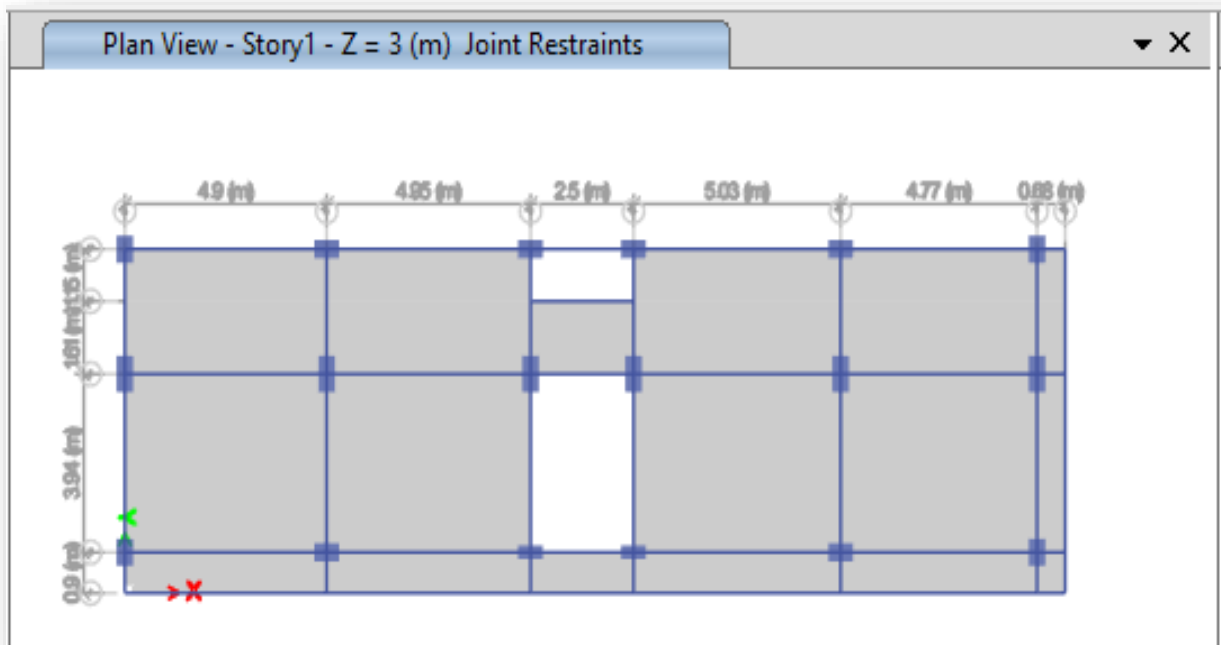 Plan View - Story1 - Z = 3 (m) Joint Restraints
4.9 (m) 4.95 (m) 2.5 (m) 5.03 (m) 4.77 (m) 0.68 (m)
1.15 (m)
1.61 (m)
3.94 (m)
0.9 (m)
X